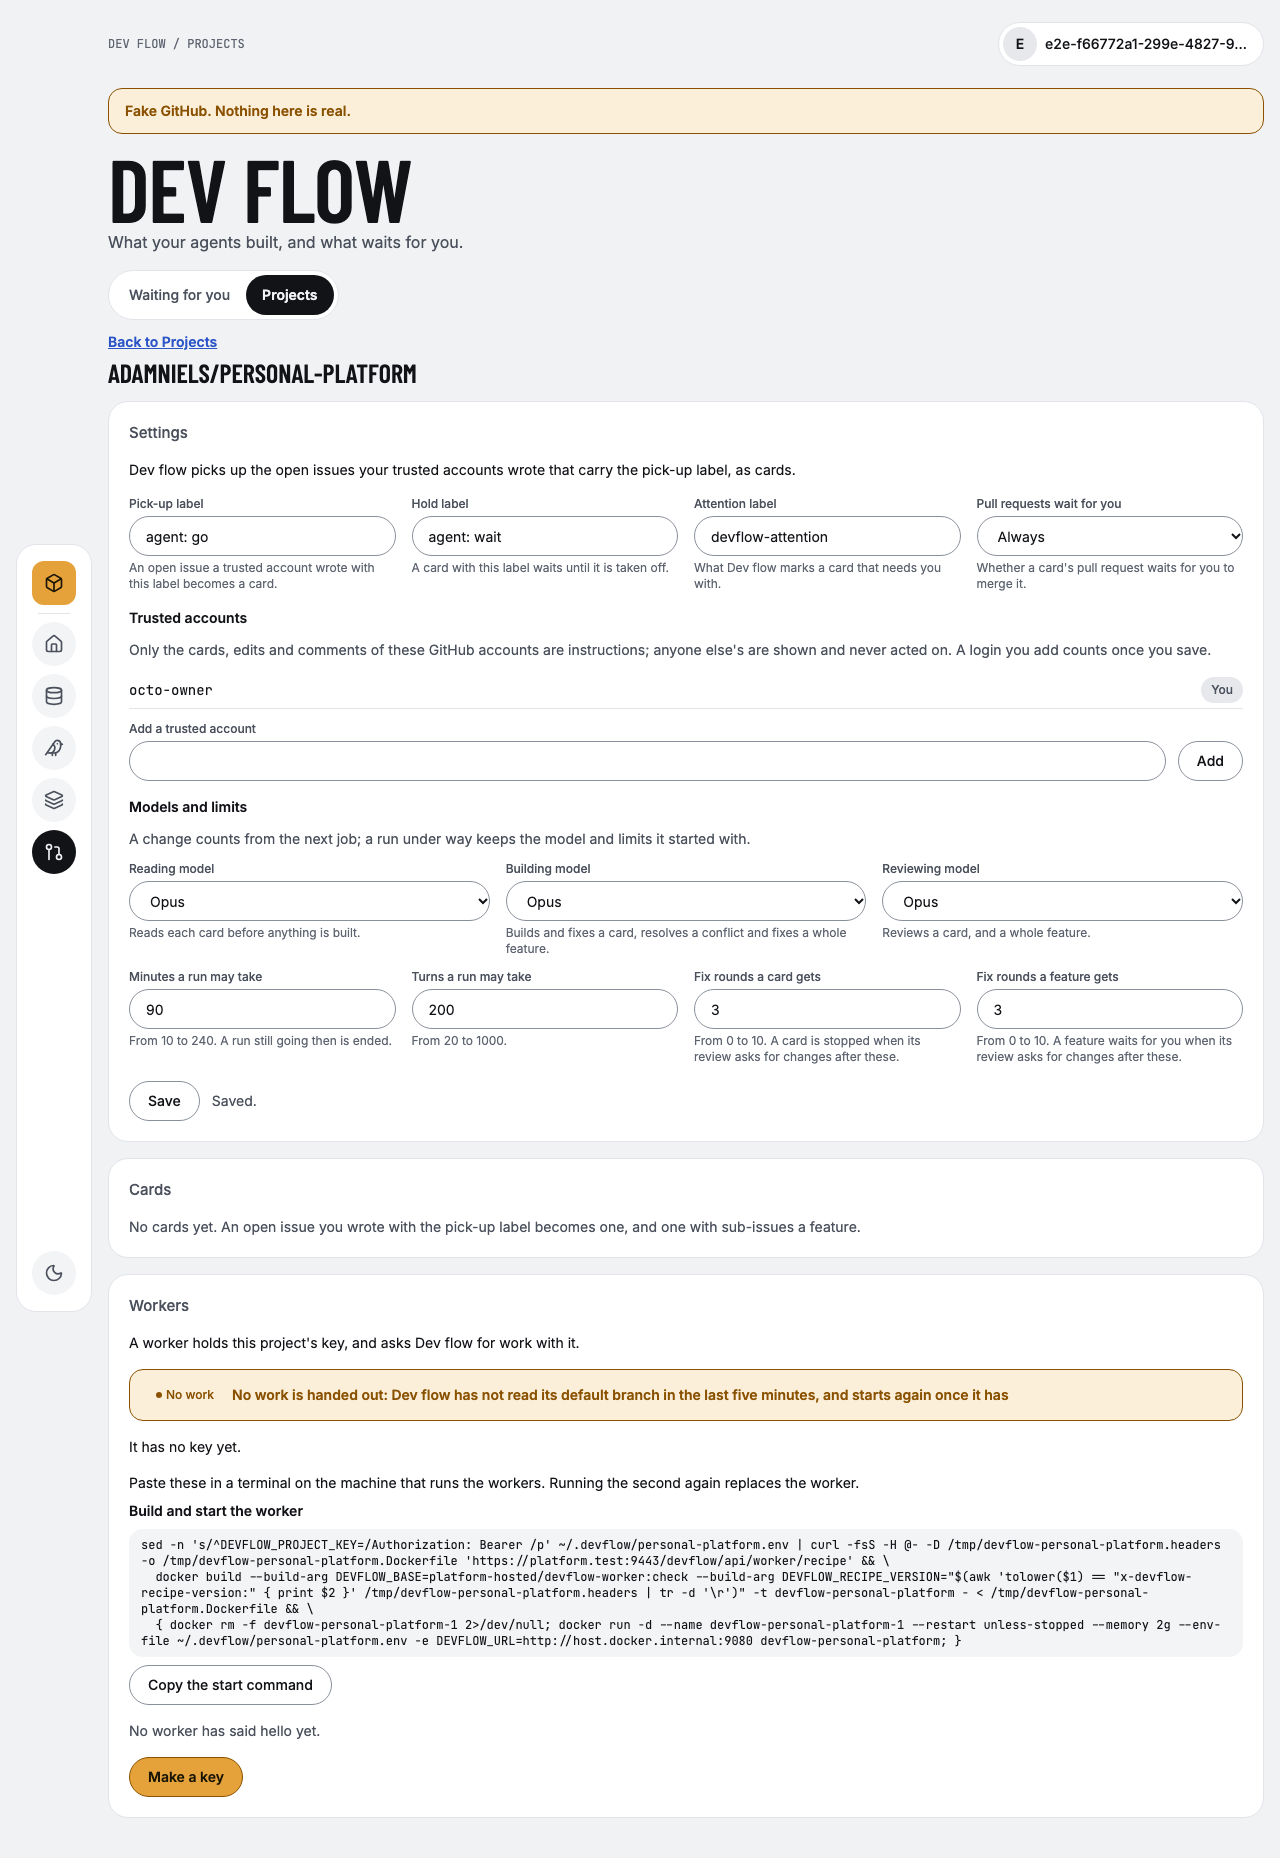 DEV FLOW / PROJECTS
E
e2e-f66772a1-299e-4827-9...
Fake GitHub. Nothing here is real.
DEV FLOW
What your agents built, and what waits for you.
Waiting for you
Projects
Back to Projects
ADAMNIELS/PERSONAL-PLATFORM
Settings
Dev flow picks up the open issues your trusted accounts wrote that carry the pick-up label, as cards.
Pick-up label
agent: go
An open issue a trusted account wrote with
this label becomes a card.
Hold label
agent: wait
A card with this label waits until it is taken off.
Attention label
devflow-attention
What Dev flow marks a card that needs you
with.
Pull requests wait for you
Always
Whether a card's pull request waits for you to
merge it.
Trusted accounts
Only the cards, edits and comments of these GitHub accounts are instructions; anyone else's are shown and never acted on. A login you add counts once you save.
octo-owner
You
Add a trusted account
Add
Models and limits
A change counts from the next job; a run under way keeps the model and limits it started with.
Reading model
Opus
Reads each card before anything is built.
Building model
Opus
Builds and fixes a card, resolves a conflict and fixes a whole
feature.
Reviewing model
Opus
Reviews a card, and a whole feature.
Minutes a run may take
90
From 10 to 240. A run still going then is ended.
Turns a run may take
200
From 20 to 1000.
Fix rounds a card gets
3
From 0 to 10. A card is stopped when its
review asks for changes after these.
Fix rounds a feature gets
3
From 0 to 10. A feature waits for you when its
review asks for changes after these.
Save
Saved.
Cards
No cards yet. An open issue you wrote with the pick-up label becomes one, and one with sub-issues a feature.
Workers
A worker holds this project's key, and asks Dev flow for work with it.
No work
No work is handed out: Dev flow has not read its default branch in the last five minutes, and starts again once it has
It has no key yet.
Paste these in a terminal on the machine that runs the workers. Running the second again replaces the worker.
Build and start the worker
sed -n 's/^DEVFLOW_PROJECT_KEY=/Authorization: Bearer /p' ~/.devflow/personal-platform.env | curl -fsS -H @- -D /tmp/devflow-personal-platform.headers
-o /tmp/devflow-personal-platform.Dockerfile 'https://platform.test:9443/devflow/api/worker/recipe' && \
docker build --build-arg DEVFLOW_BASE=platform-hosted/devflow-worker:check --build-arg DEVFLOW_RECIPE_VERSION="$(awk 'tolower($1) == "x-devflow-
recipe-version:" { print $2 }' /tmp/devflow-personal-platform.headers | tr -d '\r')" -t devflow-personal-platform - < /tmp/devflow-personal-
platform.Dockerfile && \
{ docker rm -f devflow-personal-platform-1 2>/dev/null; docker run -d --name devflow-personal-platform-1 --restart unless-stopped --memory 2g --env-
file ~/.devflow/personal-platform.env -e DEVFLOW_URL=http://host.docker.internal:9080 devflow-personal-platform; }
Copy the start command
No worker has said hello yet.
Make a key